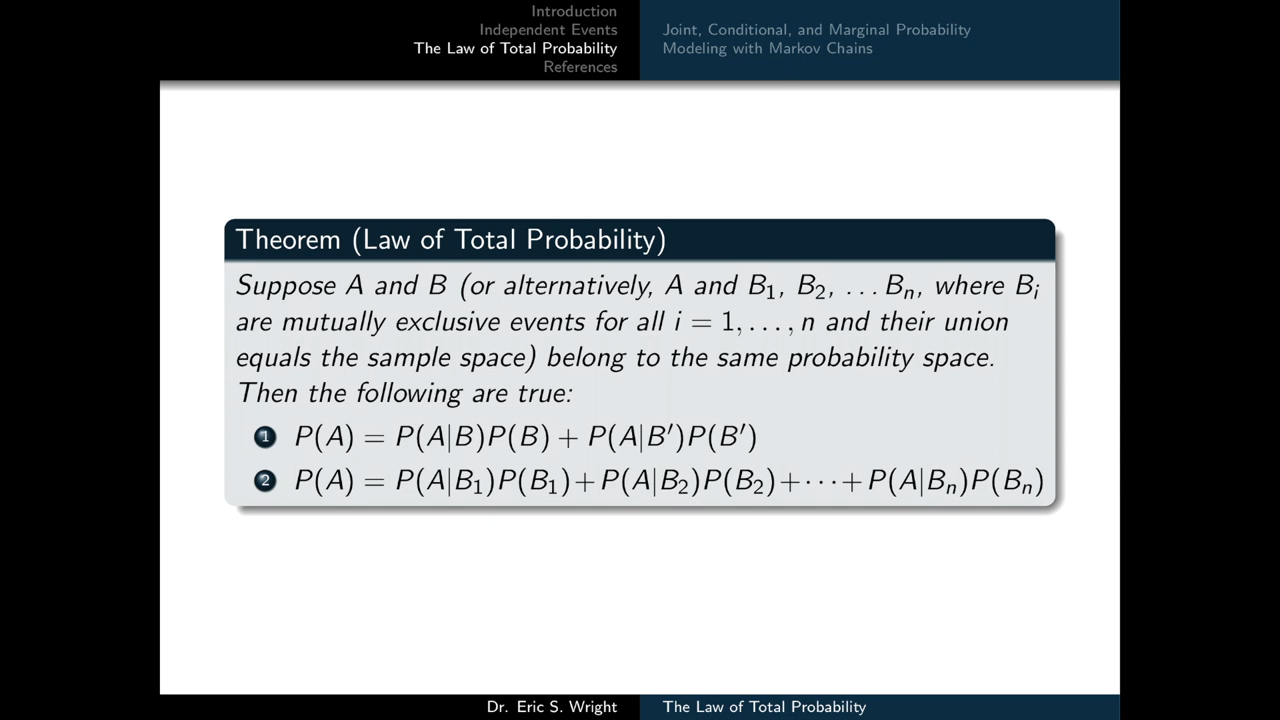 Introduction
Independent Events
The Law of Total Probability
References
Joint, Conditional, and Marginal Probability
Modeling with Markov Chains
Theorem (Law of Total Probability)
Suppose A and B (or alternatively, A and B₁, B₂, ... Bₙ, where Bᵢ
are mutually exclusive events for all i = 1, ..., n and their union
equals the sample space) belong to the same probability space.
Then the following are true:
1 P(A) = P(A|B)P(B) + P(A|B′)P(B′)
2 P(A) = P(A|B₁)P(B₁)+P(A|B₂)P(B₂)+···+P(A|Bₙ)P(Bₙ)
Dr. Eric S. Wright
The Law of Total Probability